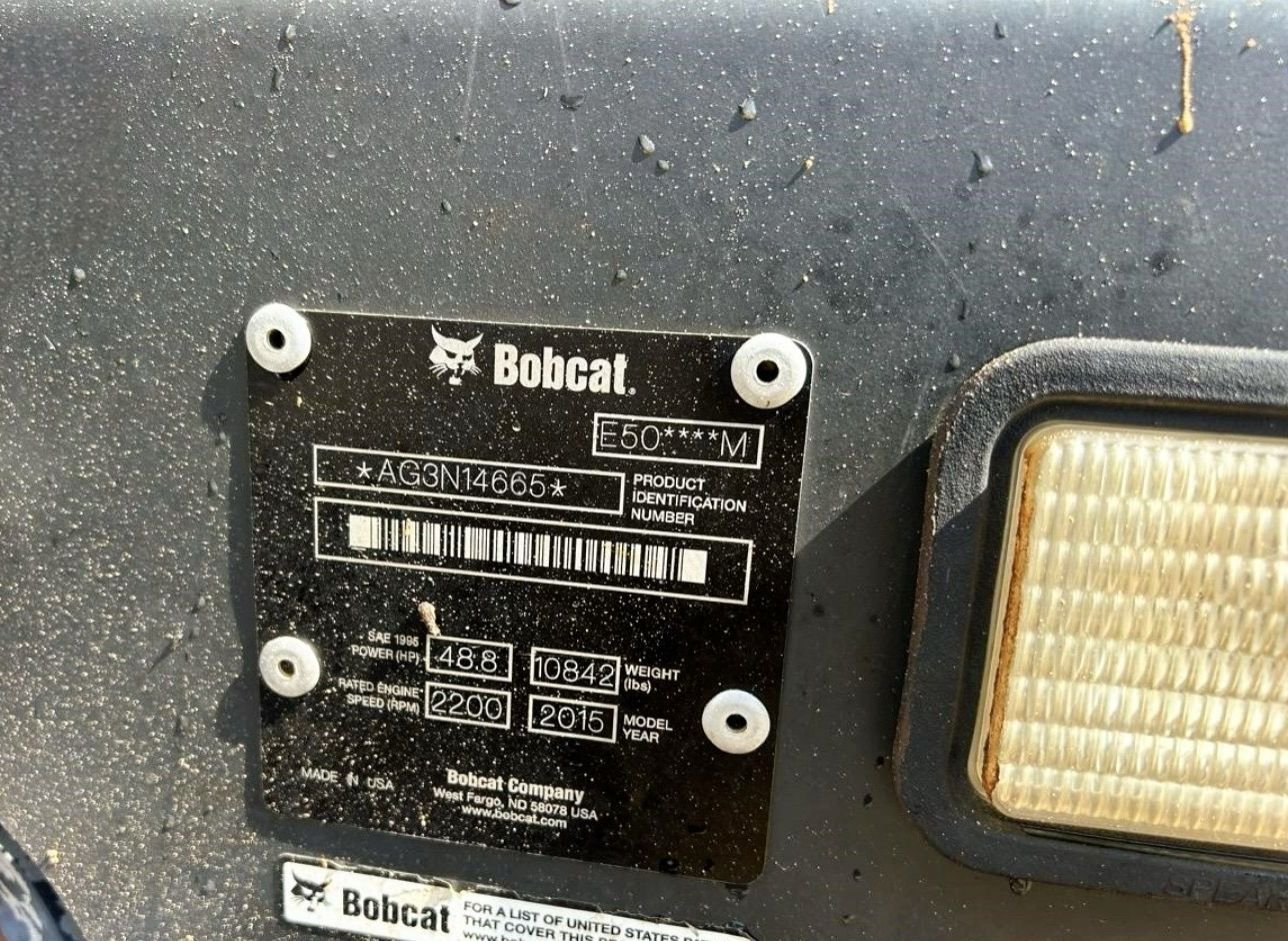 Bobcat®
E50****M
*AG3N14665*
PRODUCT
IDENTIFICATION
NUMBER
SAE 1995
POWER (HP)
48.8
10842
WEIGHT
(lbs)
RATED ENGINE
SPEED (RPM)
2200
2015
MODEL
YEAR
MADE IN USA
Bobcat Company
West Fargo, ND 58078 USA
www.bobcat.com
Bobcat
FOR A LIST OF UNITED STATES
THAT COVER THIS